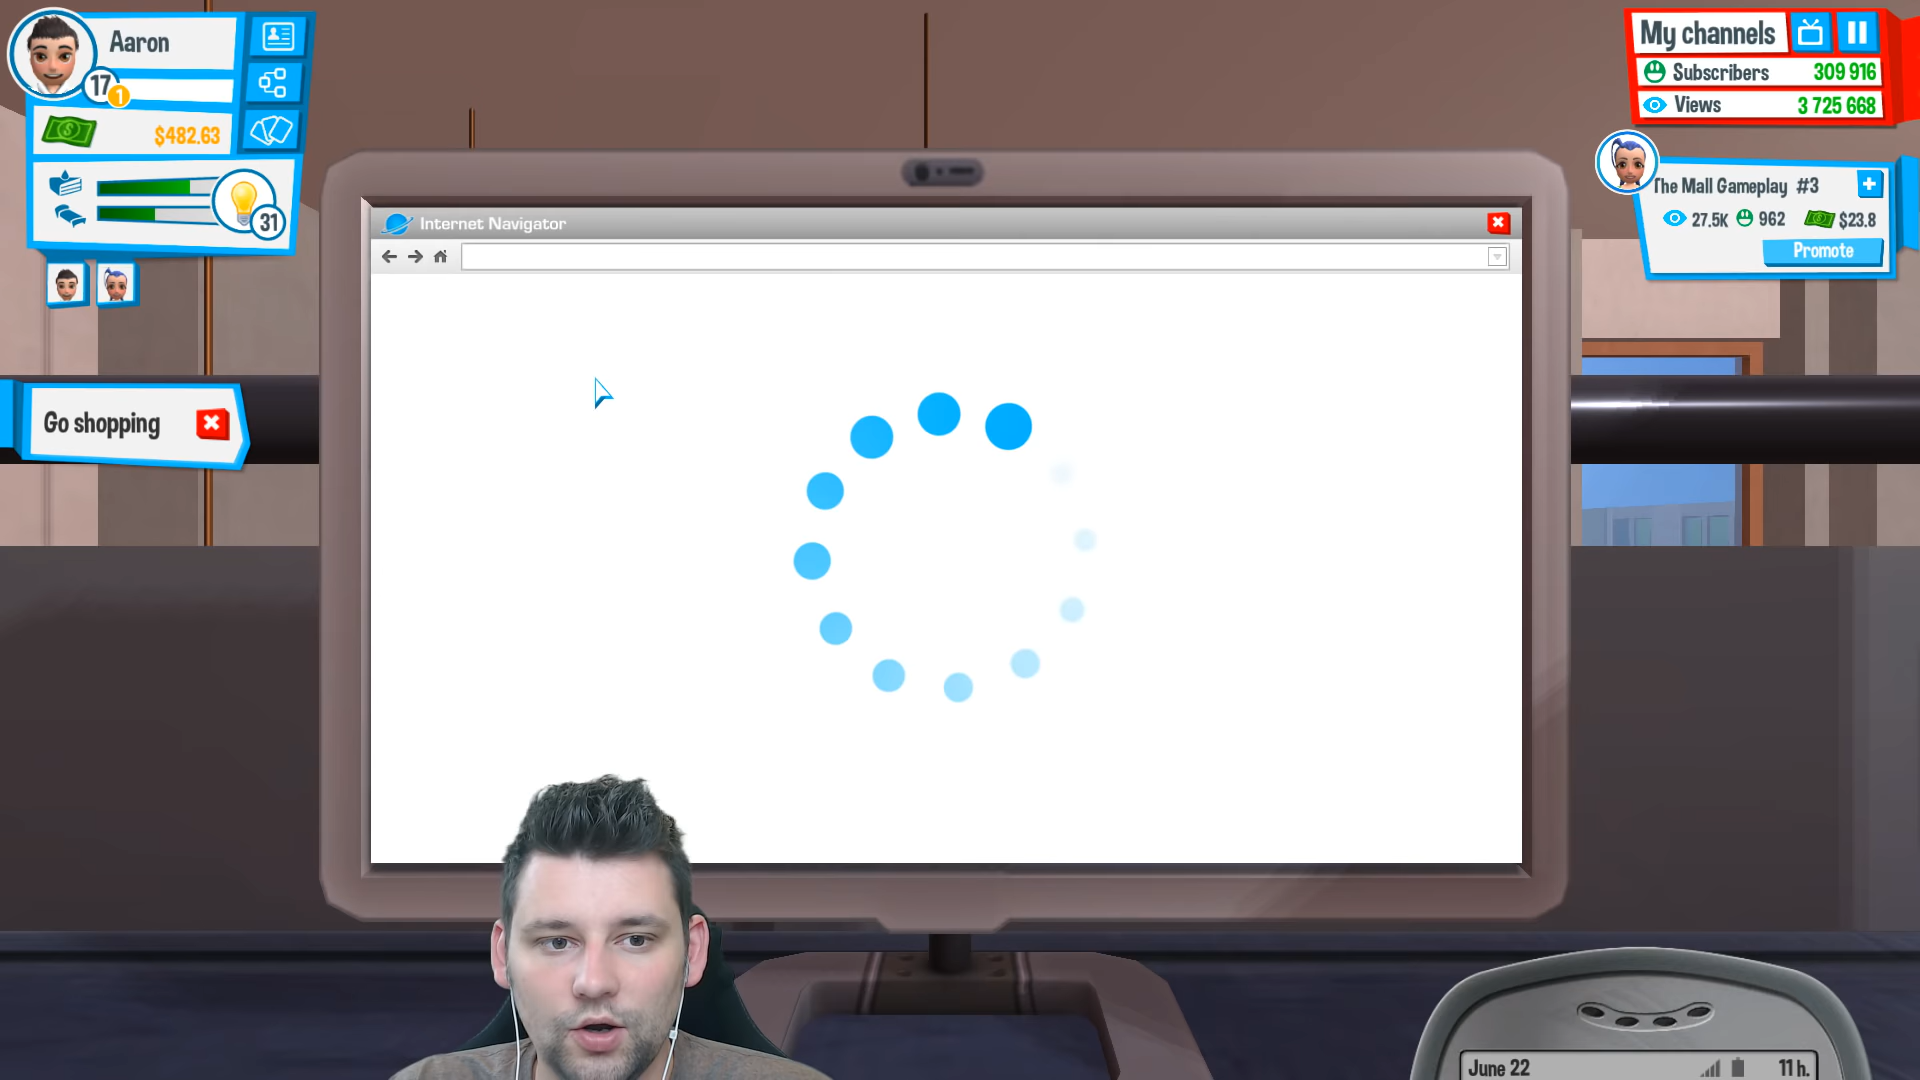 Aaron
17
1
$482.63
31
Go shopping
Internet Navigator
My channels
Subscribers 309 916
Views 3 725 668
The Mall Gameplay #3
27.5K 962 $23.8
Promote
June 22 11 h.